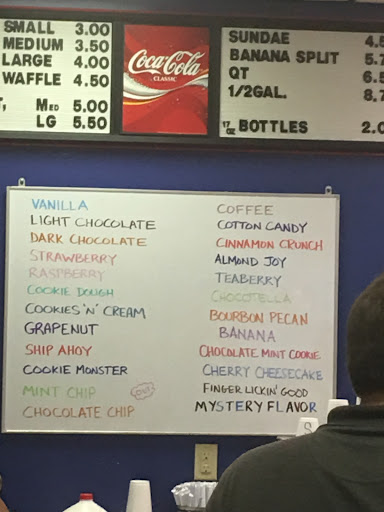 SMALL 3.00
MEDIUM 3.50
LARGE 4.00
WAFFLE 4.50
MED 5.00
LG 5.50
Coca-Cola
CLASSIC
SUNDAE
BANANA SPLIT
QT
1/2GAL.
17 OZ BOTTLES
VANILLA
LIGHT CHOCOLATE
DARK CHOCOLATE
STRAWBERRY
RASPBERRY
COOKIE DOUGH
COOKIES 'N' CREAM
GRAPENUT
SHIP AHOY
COOKIE MONSTER
MINT CHIP OUT
CHOCOLATE CHIP
COFFEE
COTTON CANDY
CINNAMON CRUNCH
ALMOND JOY
TEABERRY
CHOCOTELLA
BOURBON PECAN
BANANA
CHOCOLATE MINT COOKIE
CHERRY CHEESECAKE
FINGER LICKIN' GOOD
MYSTERY FLAVOR